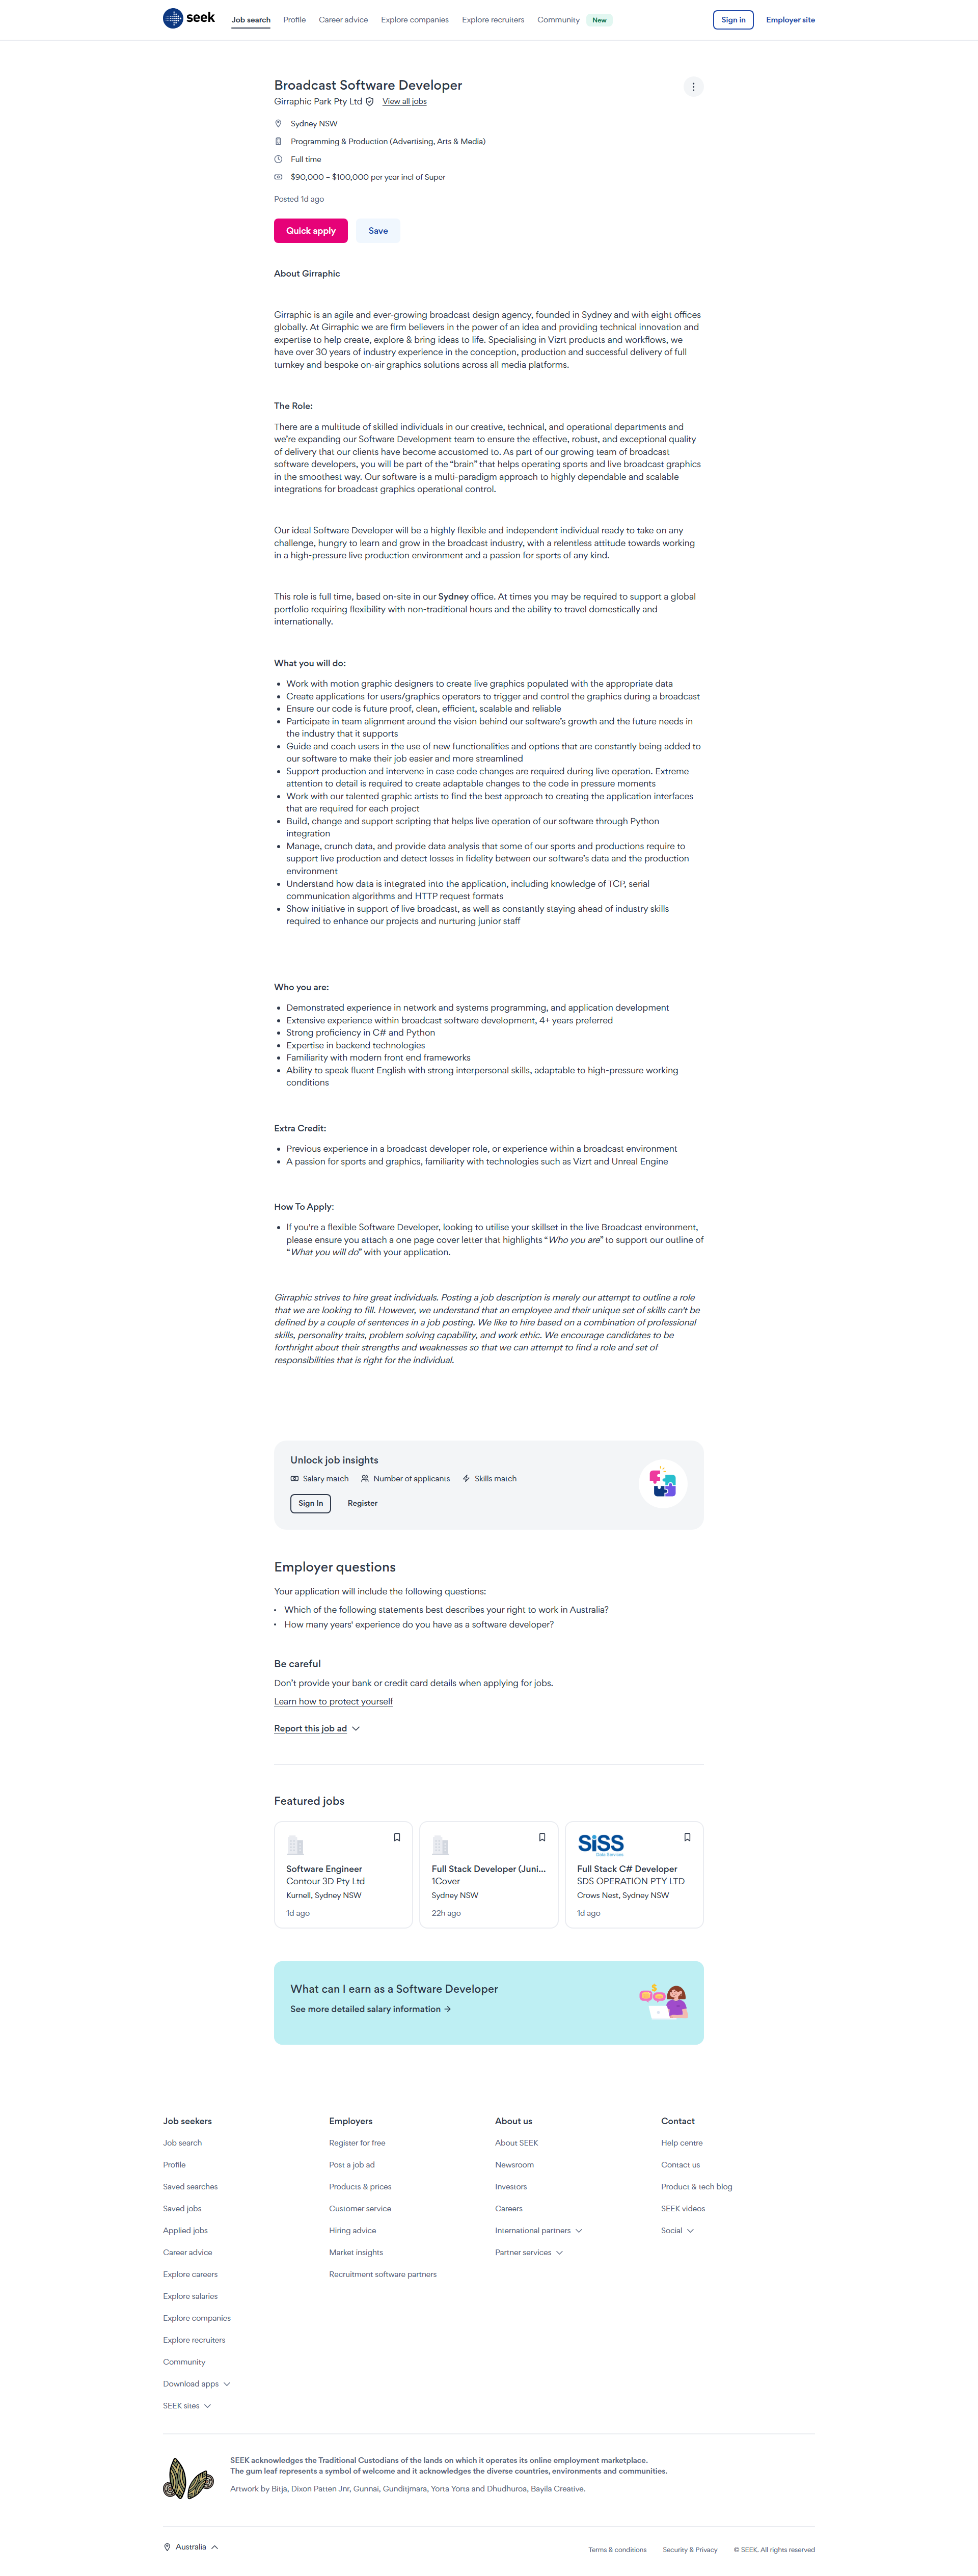 seek
Job search Profile Career advice Explore companies Explore recruiters Community New Sign in Employer site
Broadcast Software Developer
Girraphic Park Pty Ltd View all jobs
Sydney NSW
Programming & Production (Advertising, Arts & Media)
Full time
$90,000 – $100,000 per year incl of Super
Posted 1d ago
Quick apply Save
About Girraphic
Girraphic is an agile and ever-growing broadcast design agency, founded in Sydney and with eight offices
globally. At Girraphic we are firm believers in the power of an idea and providing technical innovation and
expertise to help create, explore & bring ideas to life. Specialising in Vizrt products and workflows, we
have over 30 years of industry experience in the conception, production and successful delivery of full
turnkey and bespoke on-air graphics solutions across all media platforms.
The Role:
There are a multitude of skilled individuals in our creative, technical, and operational departments and
we're expanding our Software Development team to ensure the effective, robust, and exceptional quality
of delivery that our clients have become accustomed to. As part of our growing team of broadcast
software developers, you will be part of the "brain" that helps operating sports and live broadcast graphics
in the smoothest way. Our software is a multi-paradigm approach to highly dependable and scalable
integrations for broadcast graphics operational control.
Our ideal Software Developer will be a highly flexible and independent individual ready to take on any
challenge, hungry to learn and grow in the broadcast industry, with a relentless attitude towards working
in a high-pressure live production environment and a passion for sports of any kind.
This role is full time, based on-site in our Sydney office. At times you may be required to support a global
portfolio requiring flexibility with non-traditional hours and the ability to travel domestically and
internationally.
What you will do:
• Work with motion graphic designers to create live graphics populated with the appropriate data
• Create applications for users/graphics operators to trigger and control the graphics during a broadcast
• Ensure our code is future proof, clean, efficient, scalable and reliable
• Participate in team alignment around the vision behind our software's growth and the future needs in
the industry that it supports
• Guide and coach users in the use of new functionalities and options that are constantly being added to
our software to make their job easier and more streamlined
• Support production and intervene in case code changes are required during live operation. Extreme
attention to detail is required to create adaptable changes to the code in pressure moments
• Work with our talented graphic artists to find the best approach to creating the application interfaces
that are required for each project
• Build, change and support scripting that helps live operation of our software through Python
integration
• Manage, crunch data, and provide data analysis that some of our sports and productions require to
support live production and detect losses in fidelity between our software's data and the production
environment
• Understand how data is integrated into the application, including knowledge of TCP, serial
communication algorithms and HTTP request formats
• Show initiative in support of live broadcast, as well as constantly staying ahead of industry skills
required to enhance our projects and nurturing junior staff
Who you are:
• Demonstrated experience in network and systems programming, and application development
• Extensive experience within broadcast software development, 4+ years preferred
• Strong proficiency in C# and Python
• Expertise in backend technologies
• Familiarity with modern front end frameworks
• Ability to speak fluent English with strong interpersonal skills, adaptable to high-pressure working
conditions
Extra Credit:
• Previous experience in a broadcast developer role, or experience within a broadcast environment
• A passion for sports and graphics, familiarity with technologies such as Vizrt and Unreal Engine
How To Apply:
• If you're a flexible Software Developer, looking to utilise your skillset in the live Broadcast environment,
please ensure you attach a one page cover letter that highlights "Who you are" to support our outline of
"What you will do" with your application.
Girraphic strives to hire great individuals. Posting a job description is merely our attempt to outline a role
that we are looking to fill. However, we understand that an employee and their unique set of skills can't be
defined by a couple of sentences in a job posting. We like to hire based on a combination of professional
skills, personality traits, problem solving capability, and work ethic. We encourage candidates to be
forthright about their strengths and weaknesses so that we can attempt to find a role and set of
responsibilities that is right for the individual.
Unlock job insights
Salary match Number of applicants Skills match
Sign In Register
Employer questions
Your application will include the following questions:
• Which of the following statements best describes your right to work in Australia?
• How many years' experience do you have as a software developer?
Be careful
Don't provide your bank or credit card details when applying for jobs.
Learn how to protect yourself
Report this job ad
Featured jobs
SiSS
Data Services
Software Engineer Full Stack Developer (Juni... Full Stack C# Developer
Contour 3D Pty Ltd 1Cover SDS OPERATION PTY LTD
Kurnell, Sydney NSW Sydney NSW Crows Nest, Sydney NSW
1d ago 22h ago 1d ago
What can I earn as a Software Developer
See more detailed salary information →
Job seekers Employers About us Contact
Job search Register for free About SEEK Help centre
Profile Post a job ad Newsroom Contact us
Saved searches Products & prices Investors Product & tech blog
Saved jobs Customer service Careers SEEK videos
Applied jobs Hiring advice International partners Social
Career advice Market insights Partner services
Explore careers Recruitment software partners
Explore salaries
Explore companies
Explore recruiters
Community
Download apps
SEEK sites
SEEK acknowledges the Traditional Custodians of the lands on which it operates its online employment marketplace.
The gum leaf represents a symbol of welcome and it acknowledges the diverse countries, environments and communities.
Artwork by Bitja, Dixon Patten Jnr, Gunnai, Gunditjmara, Yorta Yorta and Dhudhuroa, Bayila Creative.
Australia Terms & conditions Security & Privacy © SEEK. All rights reserved